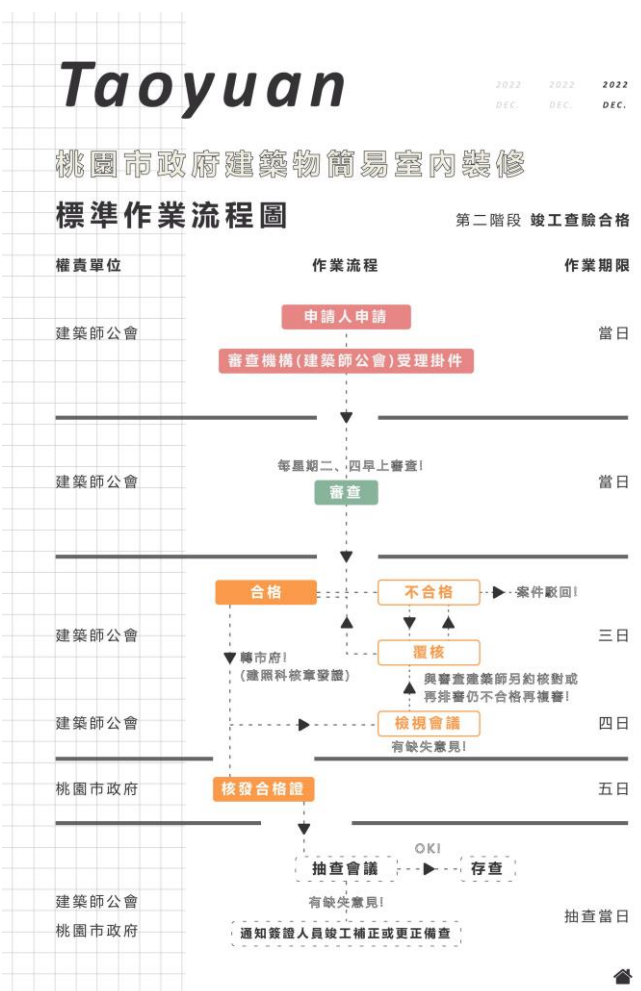 Taoyuan
2022 2022 2022
DEC. DEC. DEC.
桃園市政府建築物簡易室內裝修
標準作業流程圖
第二階段 竣工查驗合格
權責單位 作業流程 作業期限
申請人申請
建築師公會 當日
審查機構(建築師公會)受理掛件
每星期二、四早上審查!
建築師公會 當日
審查
合格 不合格 案件駁回!
建築師公會 三日
覆核
轉市府!
(建照科核章發證)
與審查建築師另約核對或
再排審仍不合格再複審!
建築師公會 檢視會議 四日
有缺失意見!
桃園市政府 核發合格證 五日
OK!
抽查會議 存查
建築師公會 有缺失意見!
抽查當日
桃園市政府 通知簽證人員竣工補正或更正備查